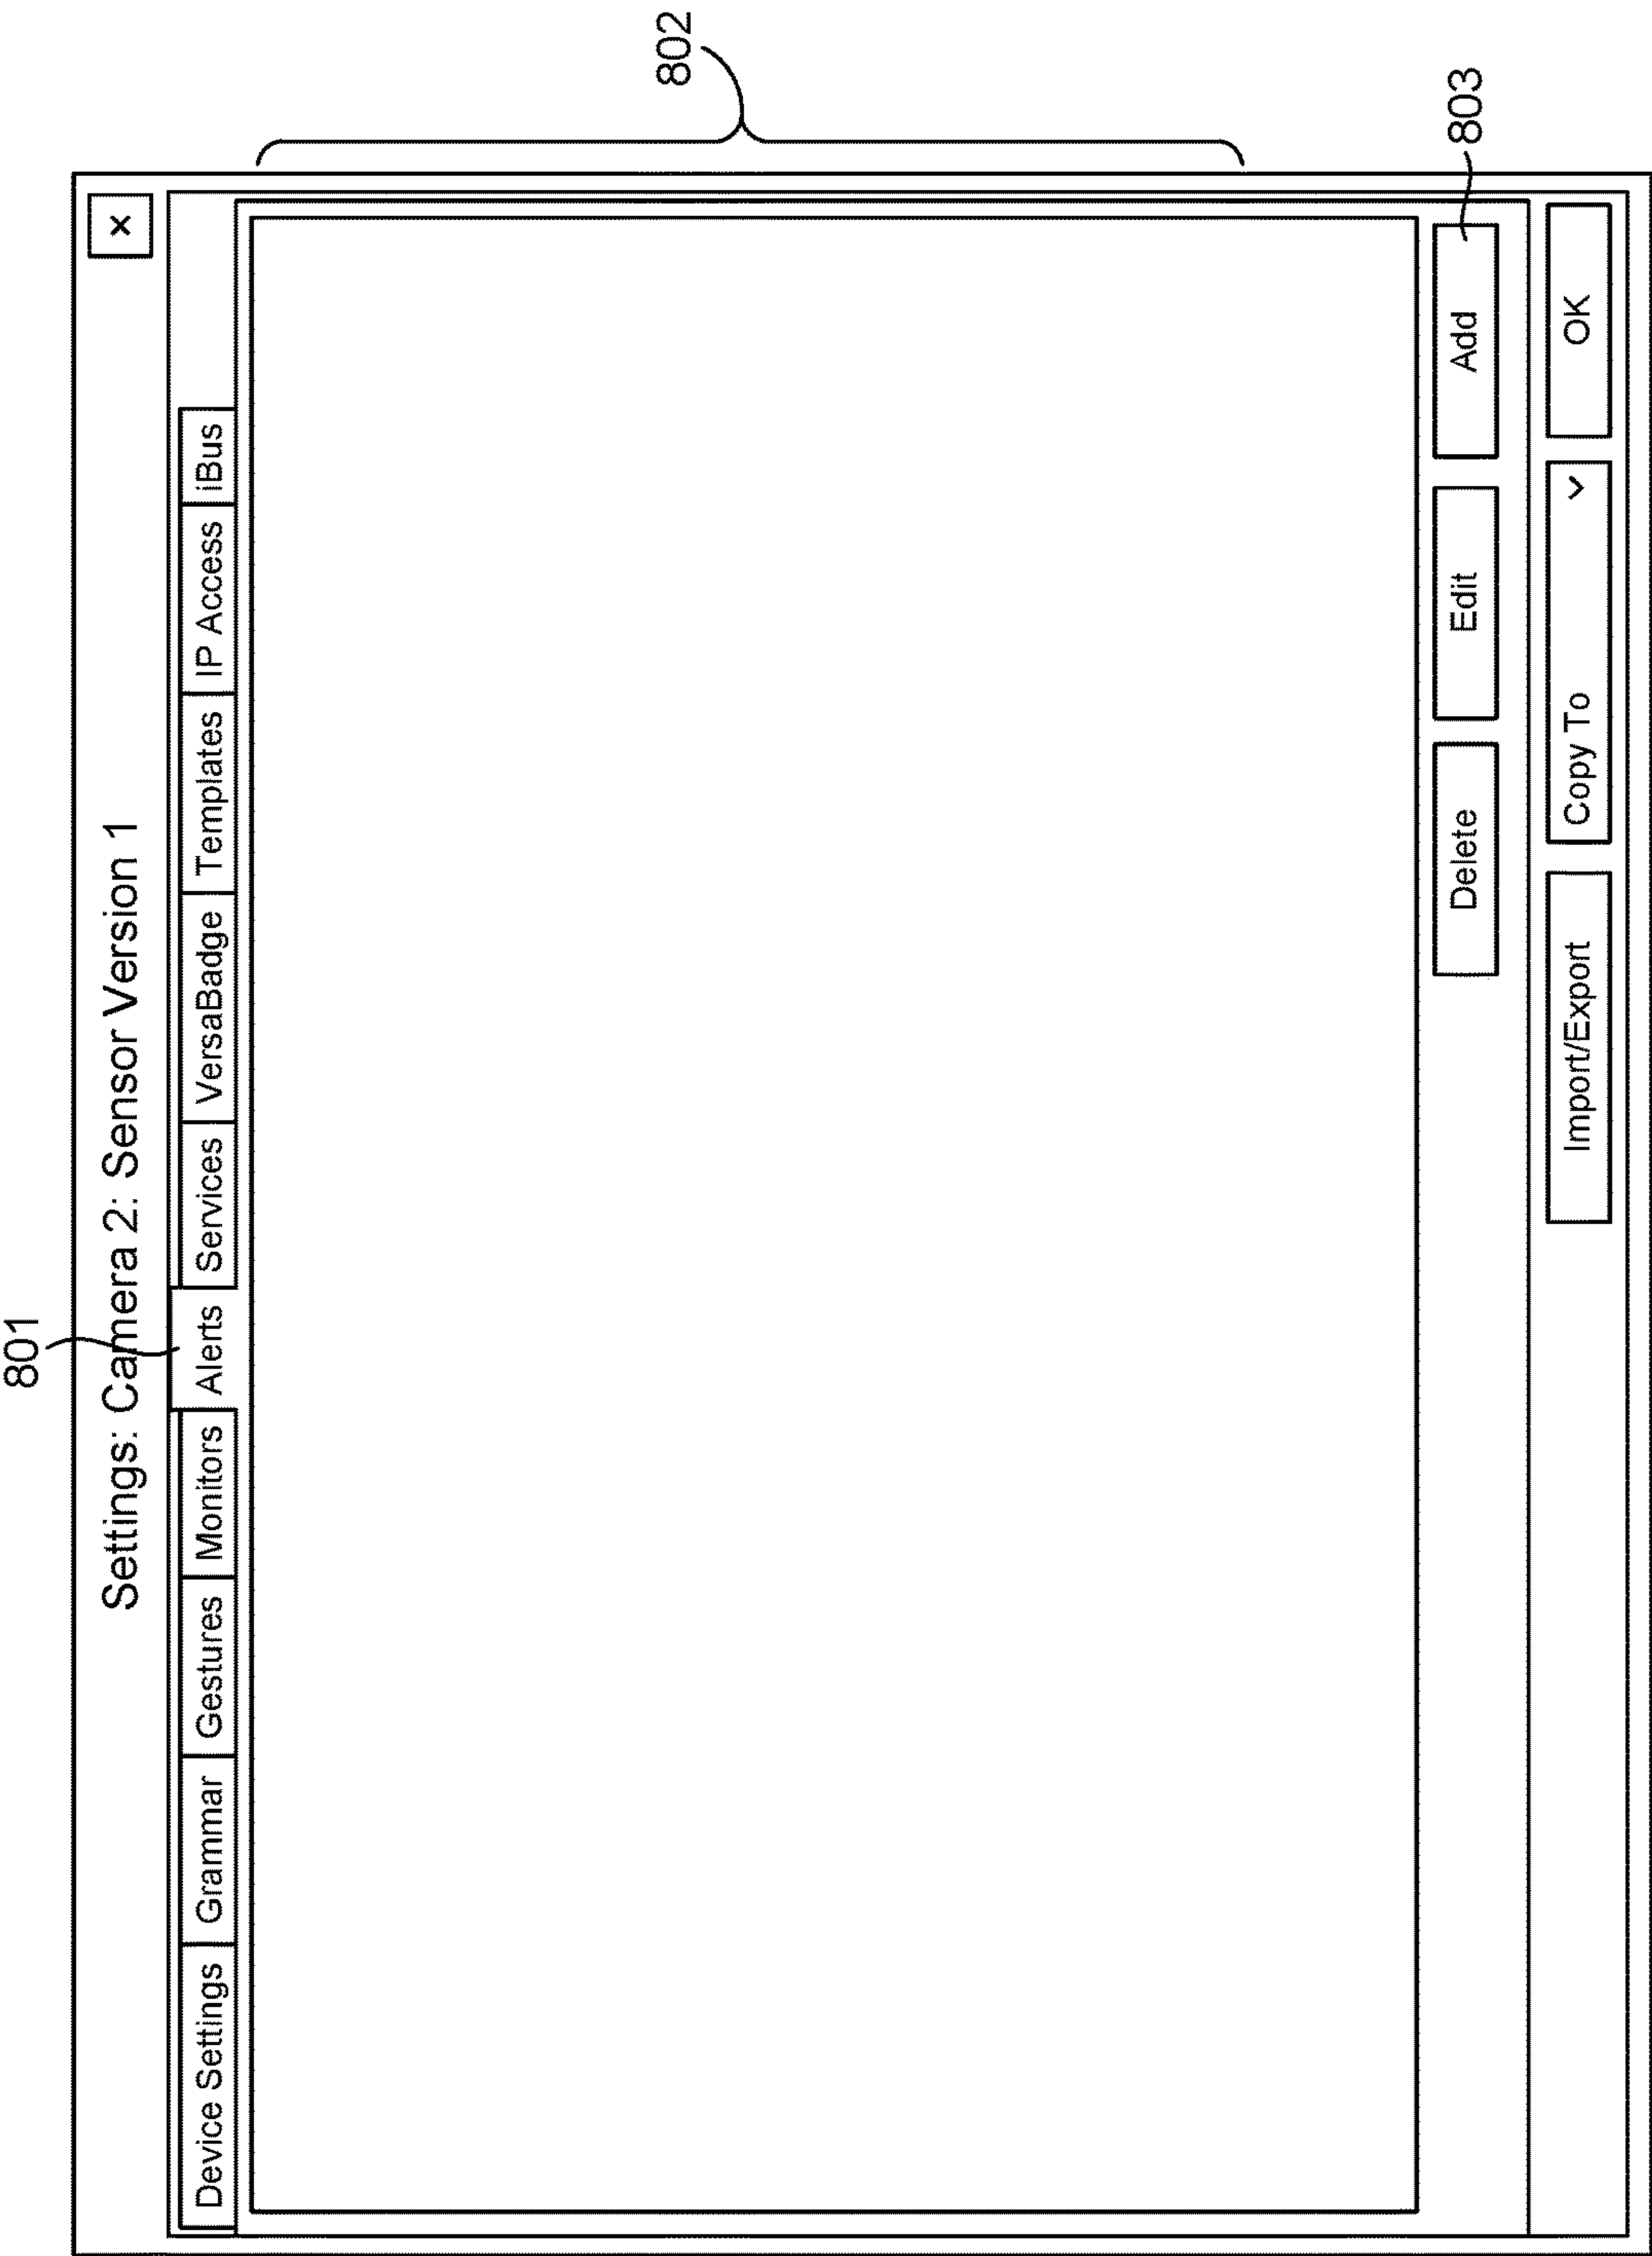 801
802
Settings: Camera 2: Sensor Version 1
×
Device Settings Grammar Gestures Monitors Alerts Services VersaBadge Templates IP Access iBus
Delete Edit Add
803
Import/Export Copy To OK